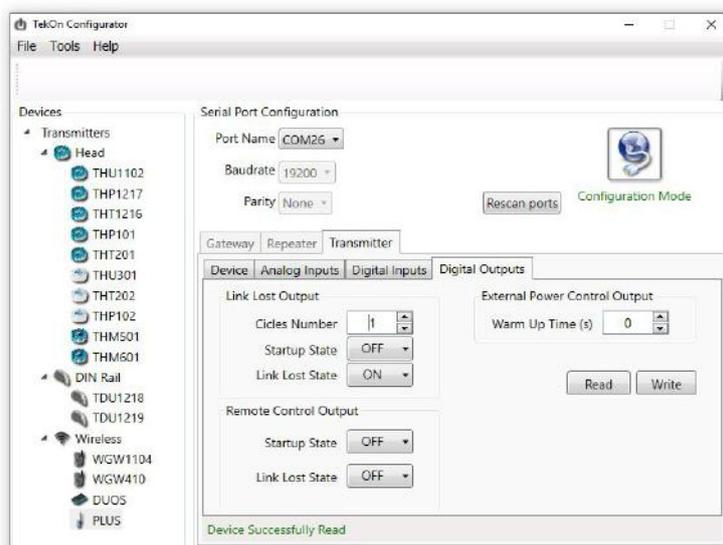 TekOn Configurator
File Tools Help
Devices
Transmitters
Head
THU1102
THP1217
THT1216
THP101
THT201
THU301
THT202
THP102
THM501
THM601
DIN Rail
TDU1218
TDU1219
Wireless
WGW1104
WGW410
DUOS
PLUS
Serial Port Configuration
Port Name COM26
Baudrate 19200
Parity None
Rescan ports
Configuration Mode
Gateway Repeater Transmitter
Device Analog Inputs Digital Inputs Digital Outputs
Link Lost Output
Cicles Number 1
Startup State OFF
Link Lost State ON
Remote Control Output
Startup State OFF
Link Lost State OFF
External Power Control Output
Warm Up Time (s) 0
Read Write
Device Successfully Read